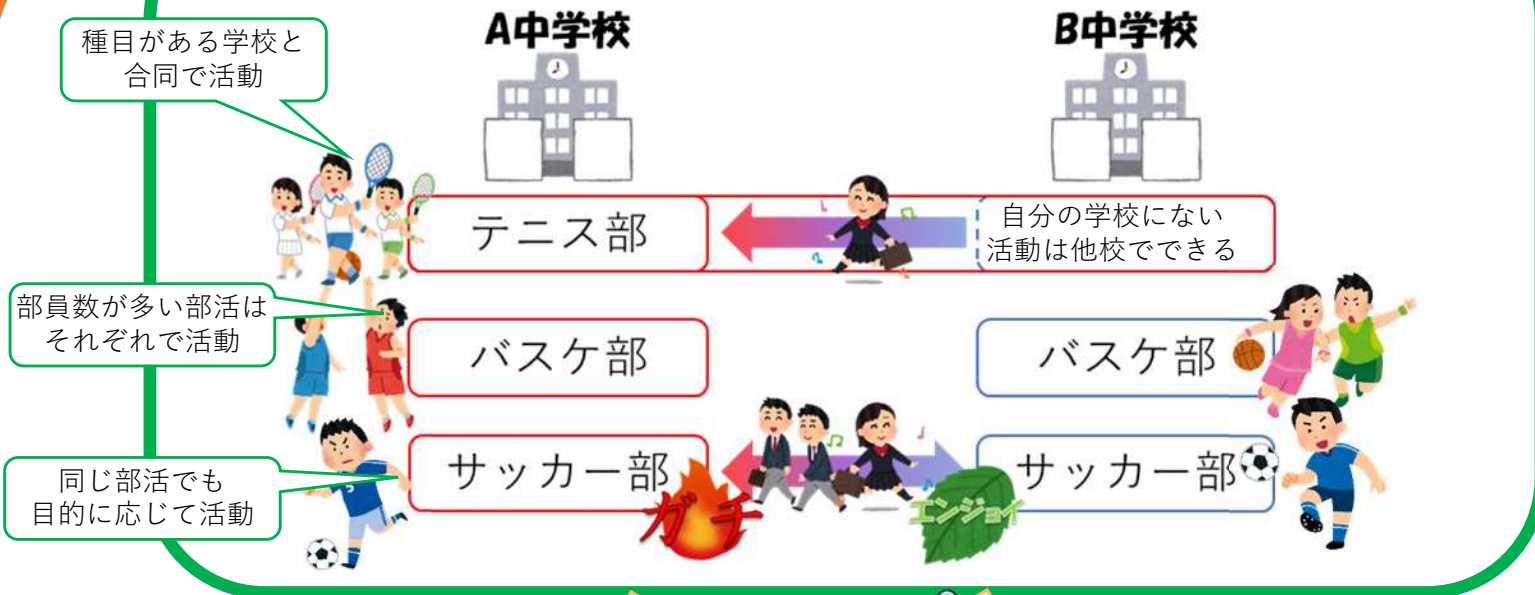 種目がある学校と
合同で活動
A中学校
B中学校
テニス部
自分の学校にない
活動は他校でできる
部員数が多い部活は
それぞれで活動
バスケ部
バスケ部
同じ部活でも
目的に応じて活動
サッカー部
ガチ
エンジョイ
サッカー部